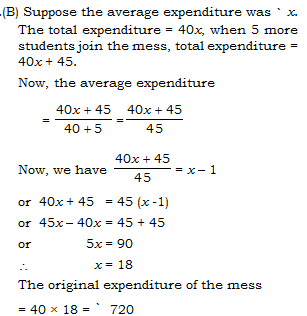 .(B) Suppose the average expenditure was ` x.
The total expenditure = 40x, when 5 more
students join the mess, total expenditure =
40x + 45.
Now, the average expenditure
= (40x + 45)/(40 + 5) = (40x + 45)/45
Now, we have (40x + 45)/45 = x – 1
or 40x + 45 = 45 (x -1)
or 45x – 40x = 45 + 45
or 5x = 90
∴ x = 18
The original expenditure of the mess
= 40 × 18 = ` 720